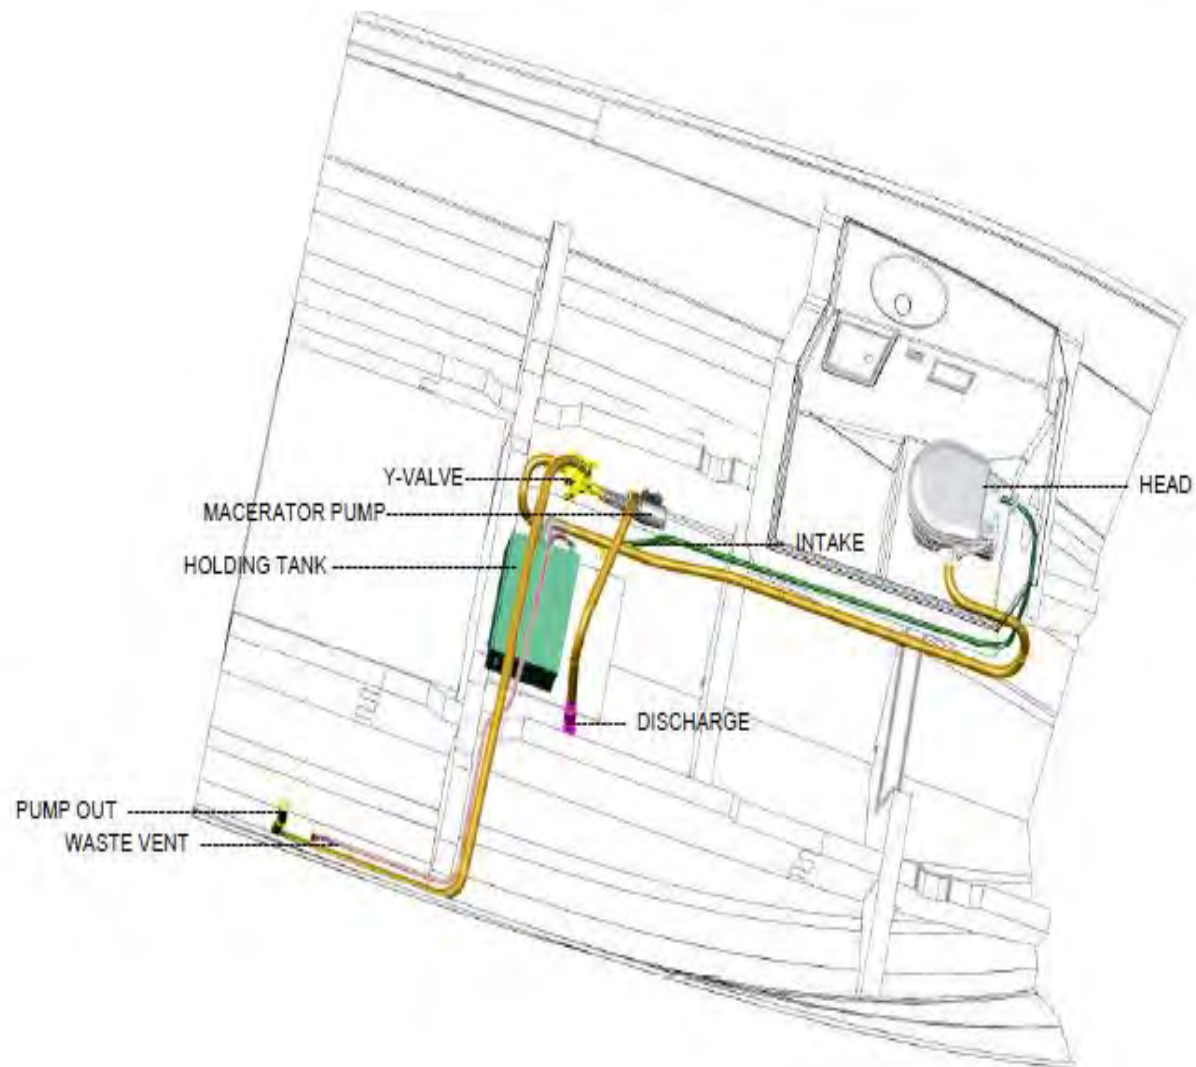 Y-VALVE
HEAD
MACERATOR PUMP
INTAKE
HOLDING TANK
DISCHARGE
PUMP OUT
WASTE VENT